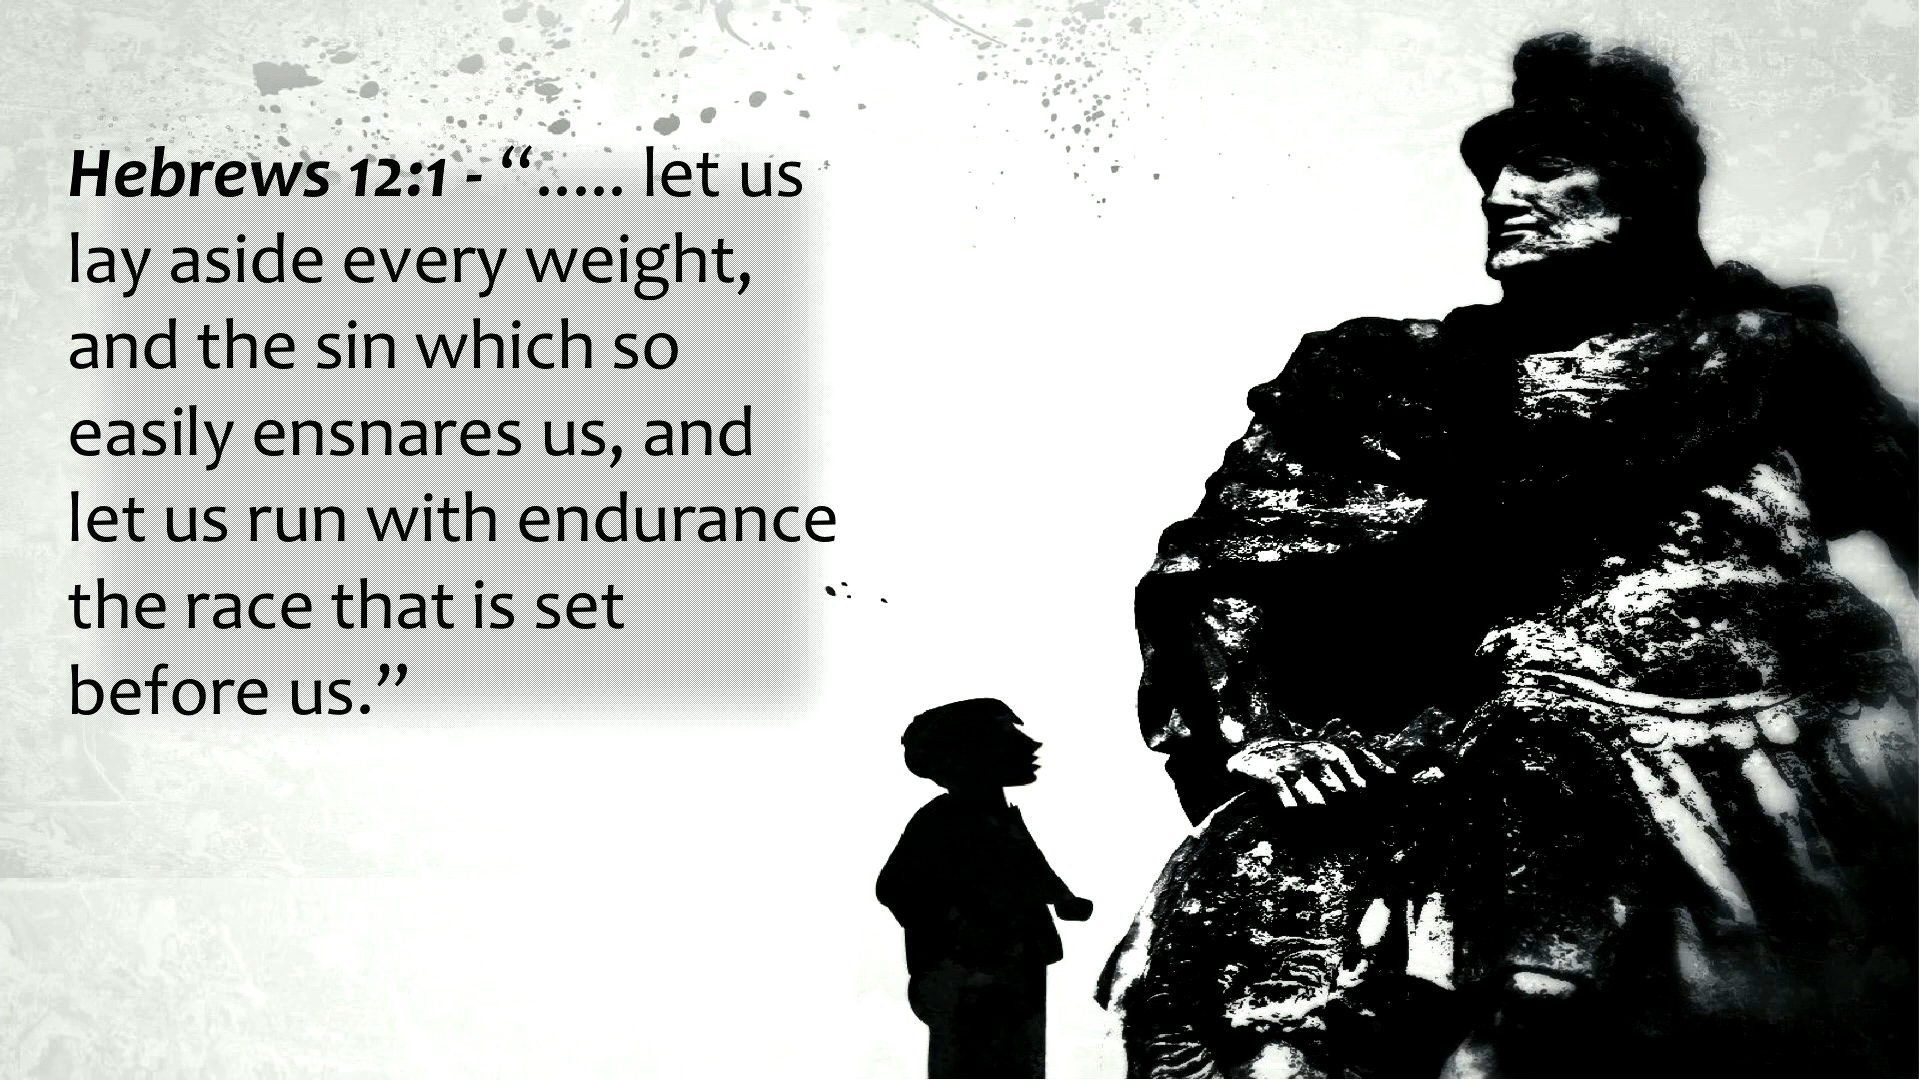 Hebrews 12:1 - “..... let us
lay aside every weight,
and the sin which so
easily ensnares us, and
let us run with endurance
the race that is set
before us.”